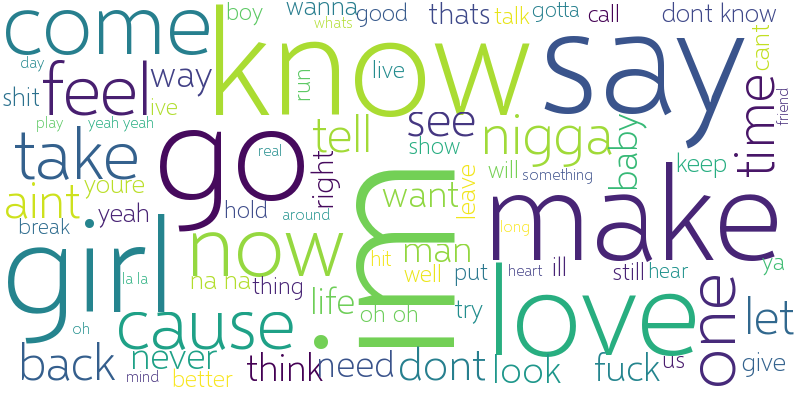 come
boy
wanna
whats
good
thats
talk
gotta
call
dont know
know
say
cant
day
feel
way
live
run
shit
ive
play
yeah yeah
see
time
friend
take
go
real
tell
show
nigga
baby
right
will
something
keep
aint
youre
yeah
hold
around
want
leave
im
make
break
girl
now
man
long
hit
well
put
heart
ill
still
hear
ya
la la
na na
thing
life
oh oh
try
love
one
let
oh
cause
back
never
mind
better
think
need
dont
look
fuck
us
give